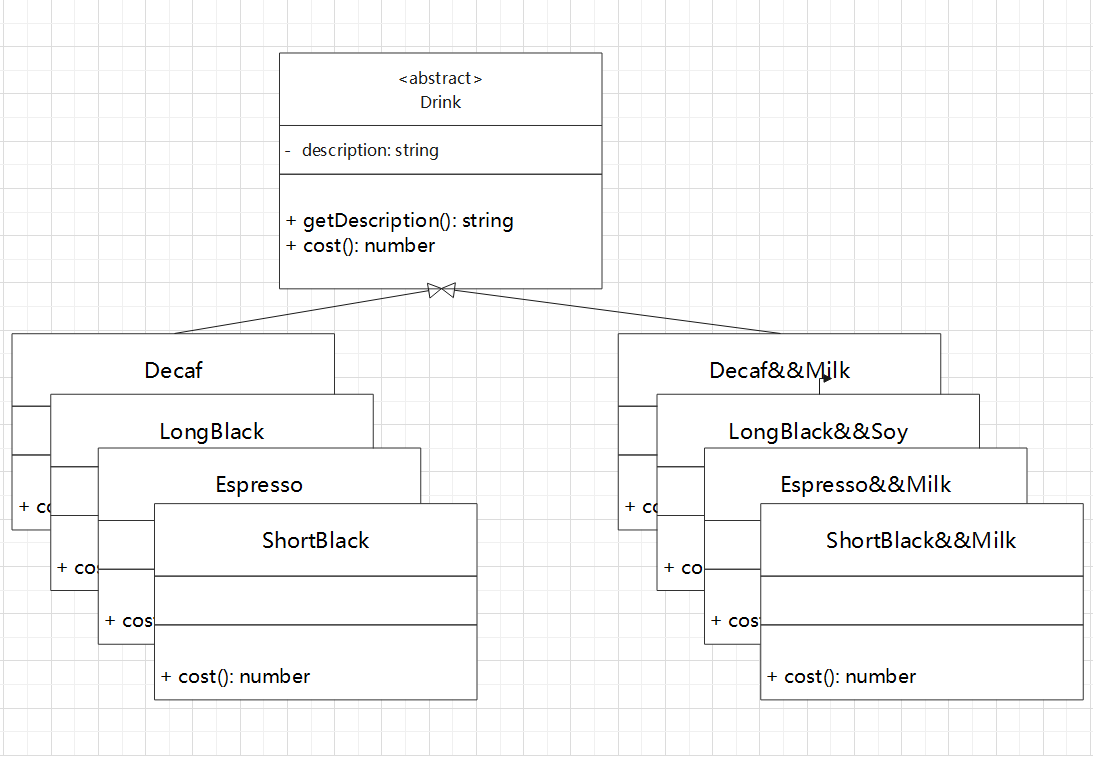 <abstract>
Drink
- description: string
+ getDescription(): string
+ cost(): number
Decaf
LongBlack
Espresso
ShortBlack
+ co
+ co
+ cos
+ cost(): number
Decaf&&Milk
LongBlack&&Soy
Espresso&&Milk
ShortBlack&&Milk
+ co
+ co
+ cos
+ cost(): number